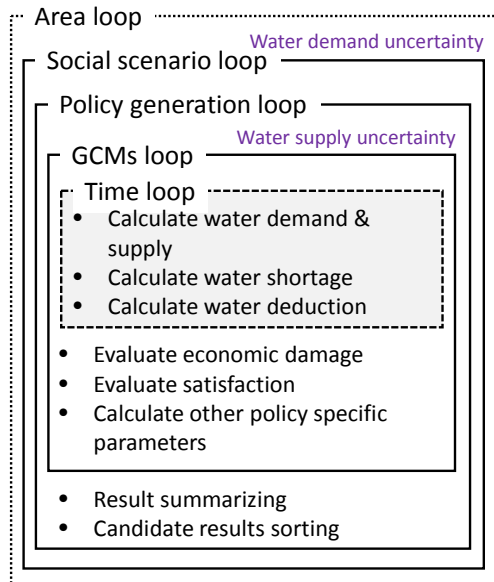 Area loop
Water demand uncertainty
Social scenario loop
Policy generation loop
Water supply uncertainty
GCMs loop
Time loop
• Calculate water demand &
supply
• Calculate water shortage
• Calculate water deduction
• Evaluate economic damage
• Evaluate satisfaction
• Calculate other policy specific
parameters
• Result summarizing
• Candidate results sorting